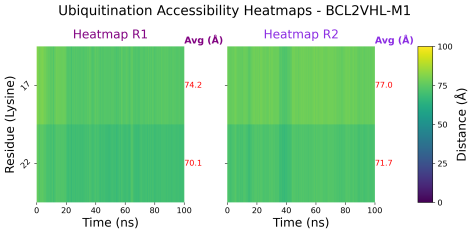 Ubiquitination Accessibility Heatmaps - BCL2VHL-M1
Heatmap R1
Avg (Å)
Heatmap R2
Avg (Å)
Residue (Lysine)
17
22
74.2
70.1
77.0
71.7
0 20 40 60 80 100
Time (ns)
0 20 40 60 80 100
Time (ns)
100
75
50
25
0
Distance (Å)